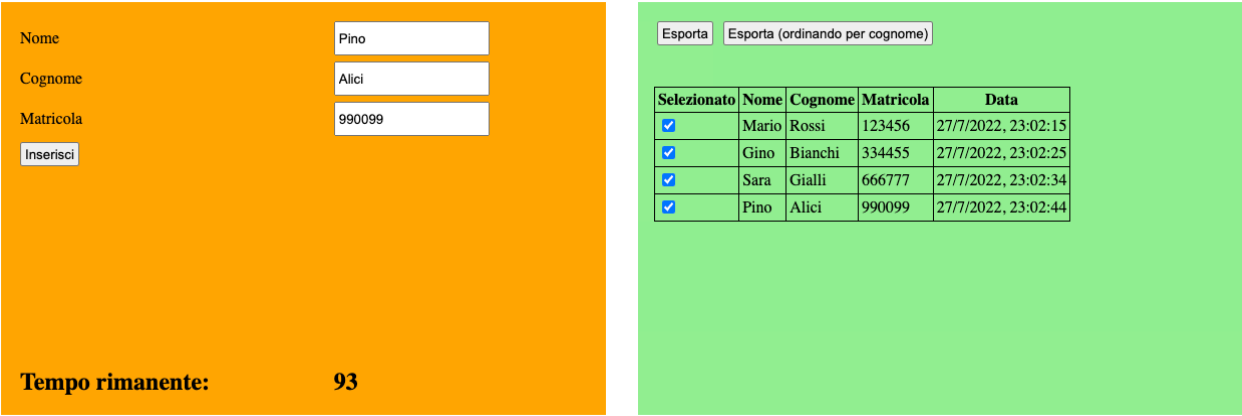 Nome Pino
Cognome Alici
Matricola 990099
Inserisci
Tempo rimanente: 93
Esporta Esporta (ordinando per cognome)
Selezionato Nome Cognome Matricola Data
Mario Rossi 123456 27/7/2022, 23:02:15
Gino Bianchi 334455 27/7/2022, 23:02:25
Sara Gialli 666777 27/7/2022, 23:02:34
Pino Alici 990099 27/7/2022, 23:02:44